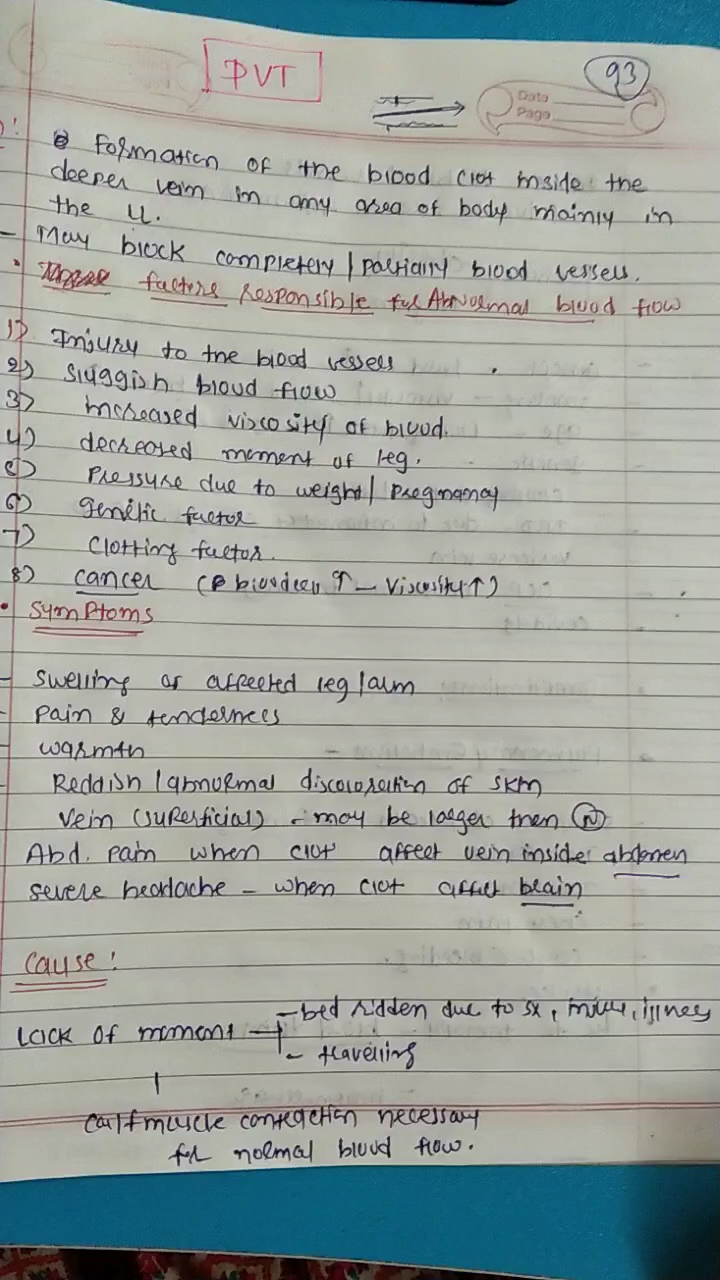 DVT
93
Date
Page
Formation of the blood clot inside the
deeper vein in any area of body mainly in
the LL.
- May block completely / partially blood vessels.
• factors Responsible for Abnormal blood flow
1) Injury to the blood vessels
2) sluggish blood flow
3) increased viscosity of blood.
4) decreased moment of leg.
5) Pressure due to weight / Pregnancy
6) genetic factor
7) Clotting factor.
8) cancer ( ↑ - Viscosity ↑)
• Symptoms
- swelling of affected leg / arm
- Pain & tendernees
- warmth
Reddish / abnormal discoloration of skin
vein (superficial) - may be larger then (N)
Abd. pain when clot affect vein inside abdomen
severe headache - when clot affect brain
Cause:
lack of moment - bed ridden due to sx, illness
- travelling
calf muscle contraction necessary
for normal blood flow.